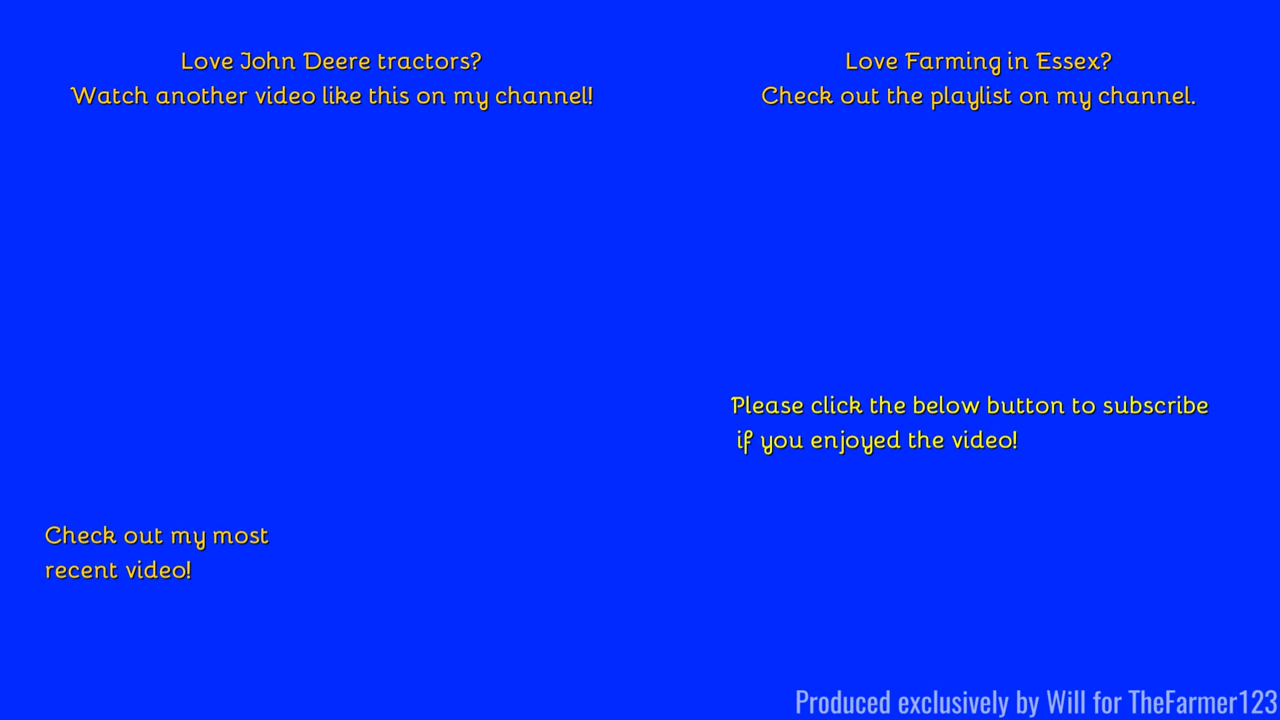 Love John Deere tractors?
Watch another video like this on my channel!
Love Farming in Essex?
Check out the playlist on my channel.
Please click the below button to subscribe
if you enjoyed the video!
Check out my most
recent video!
Produced exclusively by Will for TheFarmer123